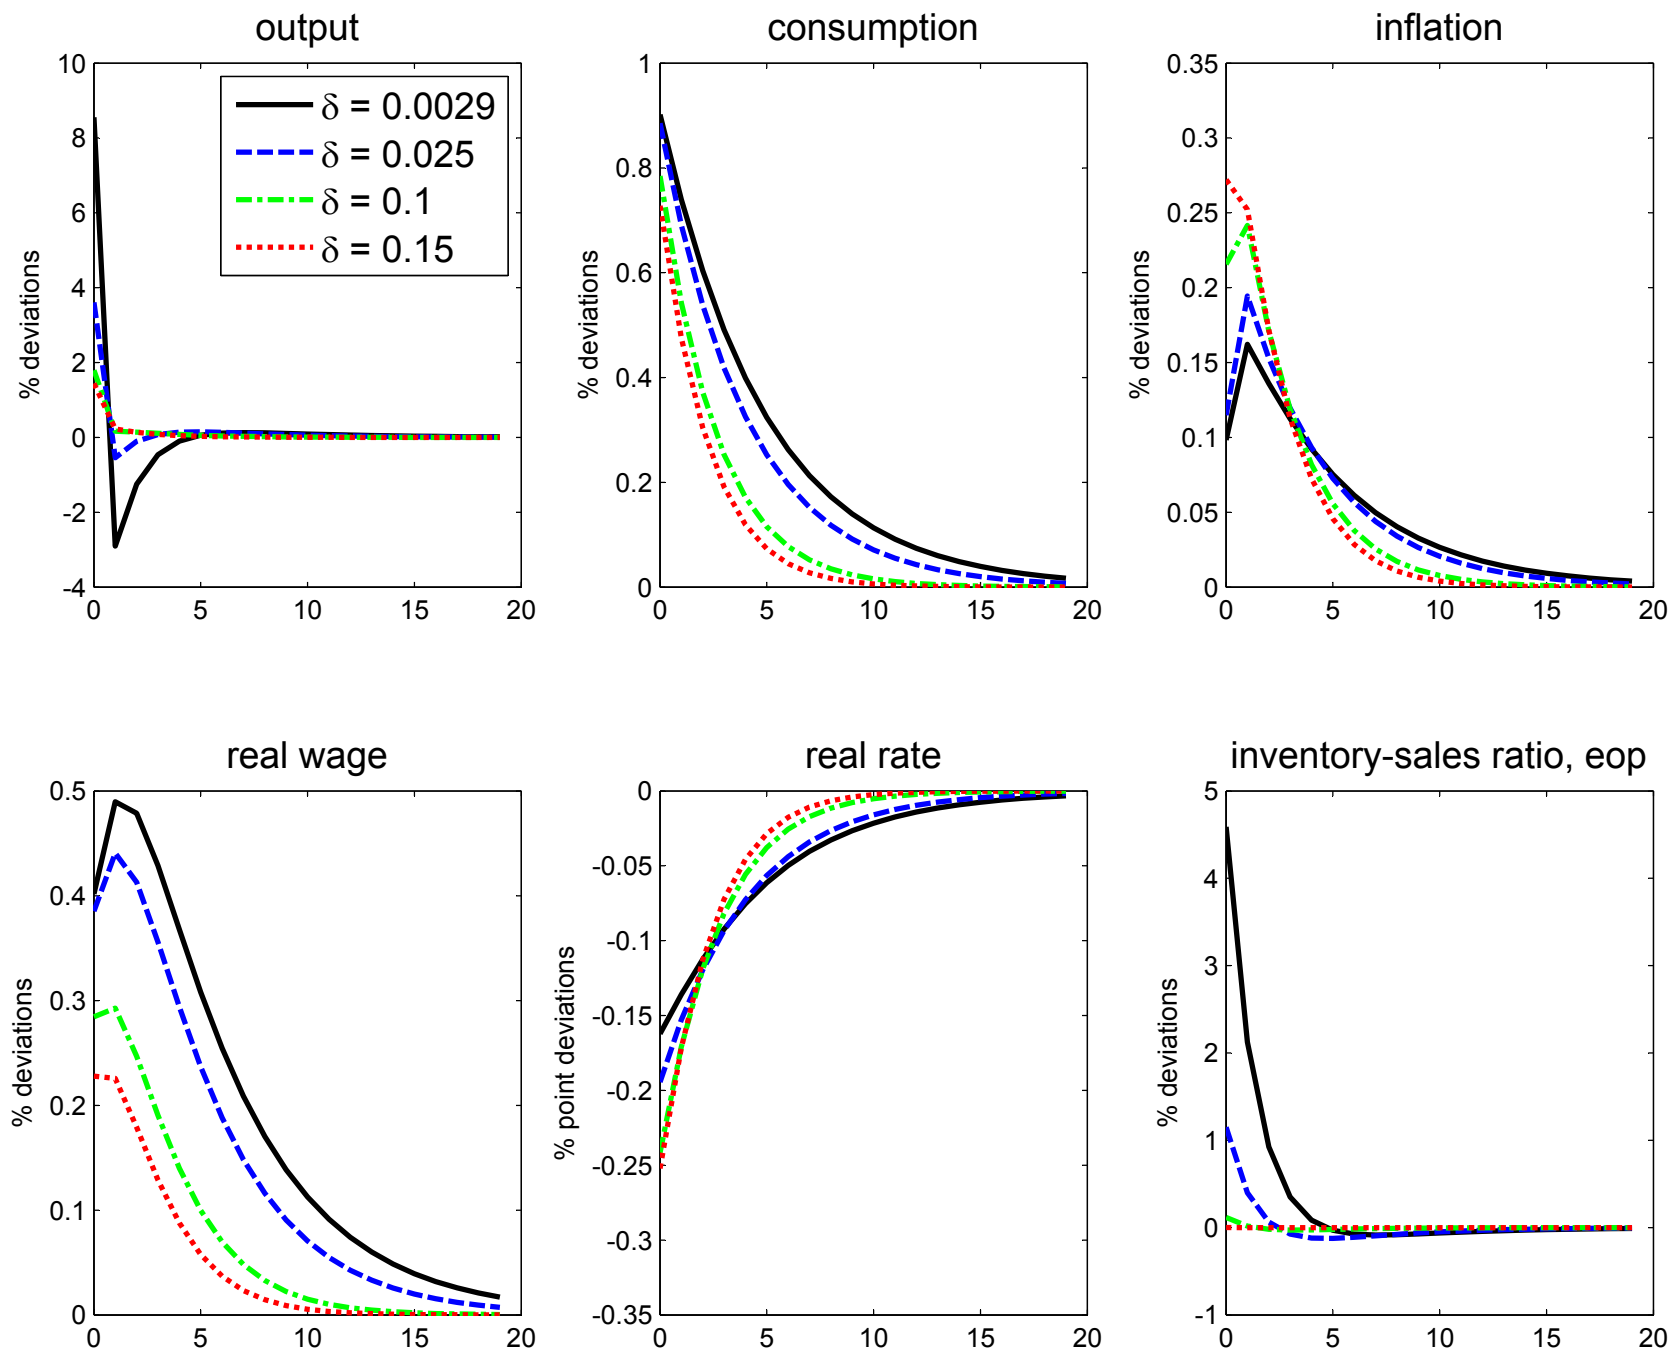 output
consumption
inflation
10
8
6
4
2
0
-2
-4
% deviations
δ = 0.0029
δ = 0.025
δ = 0.1
δ = 0.15
0 5 10 15 20
1
0.8
0.6
0.4
0.2
0
% deviations
0 5 10 15 20
0.35
0.3
0.25
0.2
0.15
0.1
0.05
0
% deviations
0 5 10 15 20
real wage
real rate
inventory-sales ratio, eop
0.5
0.4
0.3
0.2
0.1
0
% deviations
0 5 10 15 20
0
-0.05
-0.1
-0.15
-0.2
-0.25
-0.3
-0.35
% point deviations
0 5 10 15 20
5
4
3
2
1
0
-1
% deviations
0 5 10 15 20